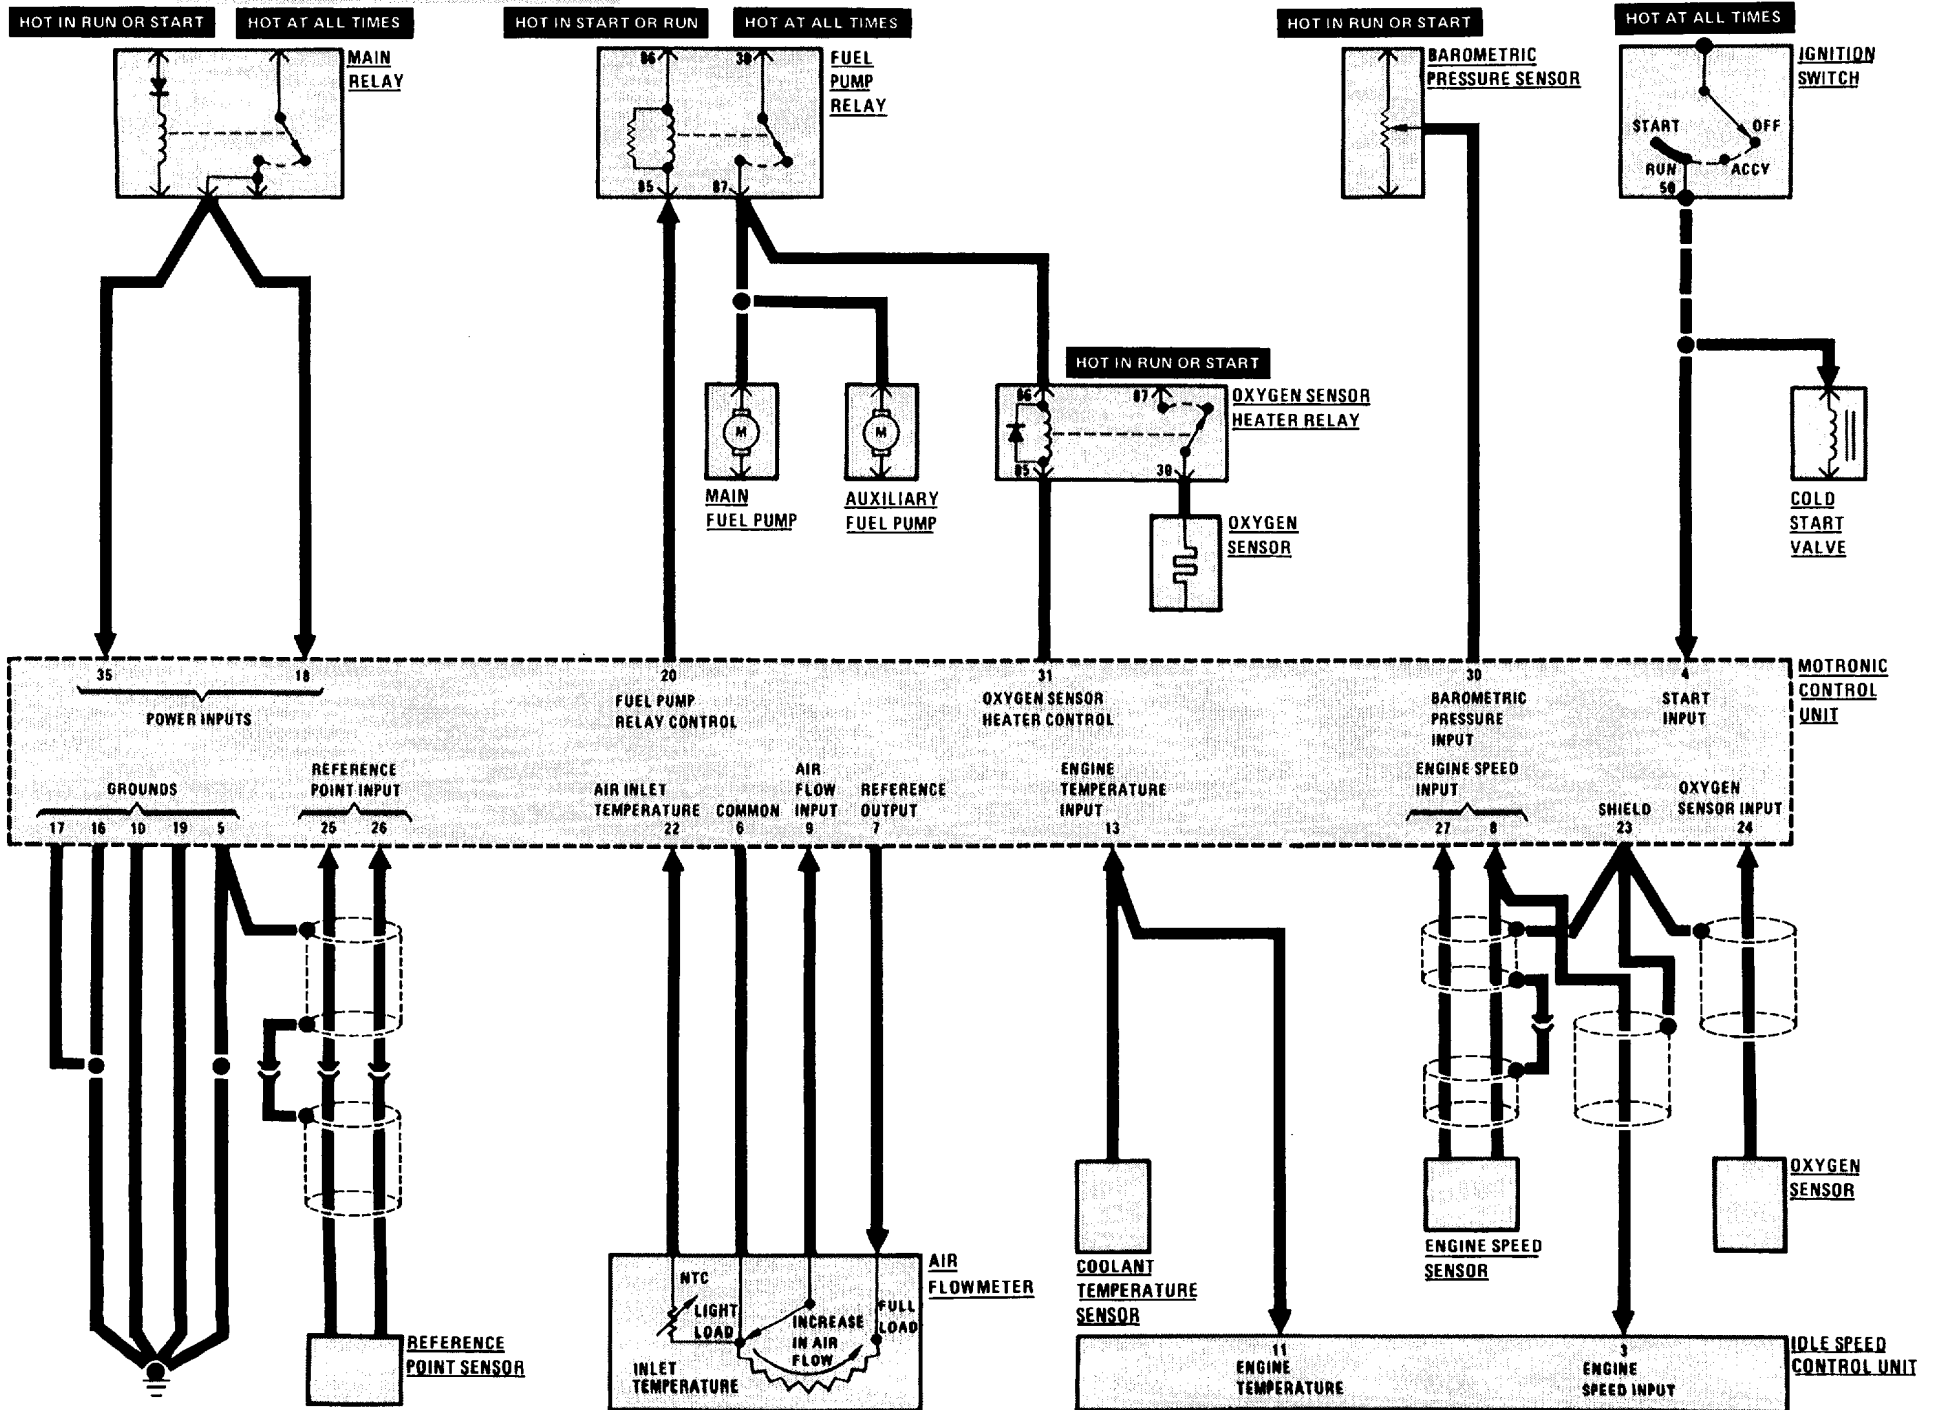 HOT IN RUN OR START
HOT AT ALL TIMES
HOT IN START OR RUN
HOT AT ALL TIMES
HOT IN RUN OR START
HOT AT ALL TIMES
MAIN
RELAY
86
30
85
87
FUEL
PUMP
RELAY
BAROMETRIC
PRESSURE SENSOR
START
OFF
RUN
ACCY
50
IGNITION
SWITCH
HOT IN RUN OR START
M
MAIN
FUEL PUMP
M
AUXILIARY
FUEL PUMP
86
87
85
30
OXYGEN SENSOR
HEATER RELAY
OXYGEN
SENSOR
COLD
START
VALVE
35
18
POWER INPUTS
20
FUEL PUMP
RELAY CONTROL
31
OXYGEN SENSOR
HEATER CONTROL
30
BAROMETRIC
PRESSURE
INPUT
4
START
INPUT
MOTRONIC
CONTROL
UNIT
GROUNDS
17
16
10
19
5
REFERENCE
POINT INPUT
25
26
AIR INLET
TEMPERATURE
22
COMMON
6
AIR
FLOW
INPUT
9
REFERENCE
OUTPUT
7
ENGINE
TEMPERATURE
INPUT
13
ENGINE SPEED
INPUT
27
8
SHIELD
23
OXYGEN
SENSOR INPUT
24
REFERENCE
POINT SENSOR
NTC
LIGHT
LOAD
INCREASE
IN AIR
FLOW
FULL
LOAD
INLET
TEMPERATURE
AIR
FLOWMETER
COOLANT
TEMPERATURE
SENSOR
ENGINE SPEED
SENSOR
OXYGEN
SENSOR
11
ENGINE
TEMPERATURE
3
ENGINE
SPEED INPUT
IDLE SPEED
CONTROL UNIT